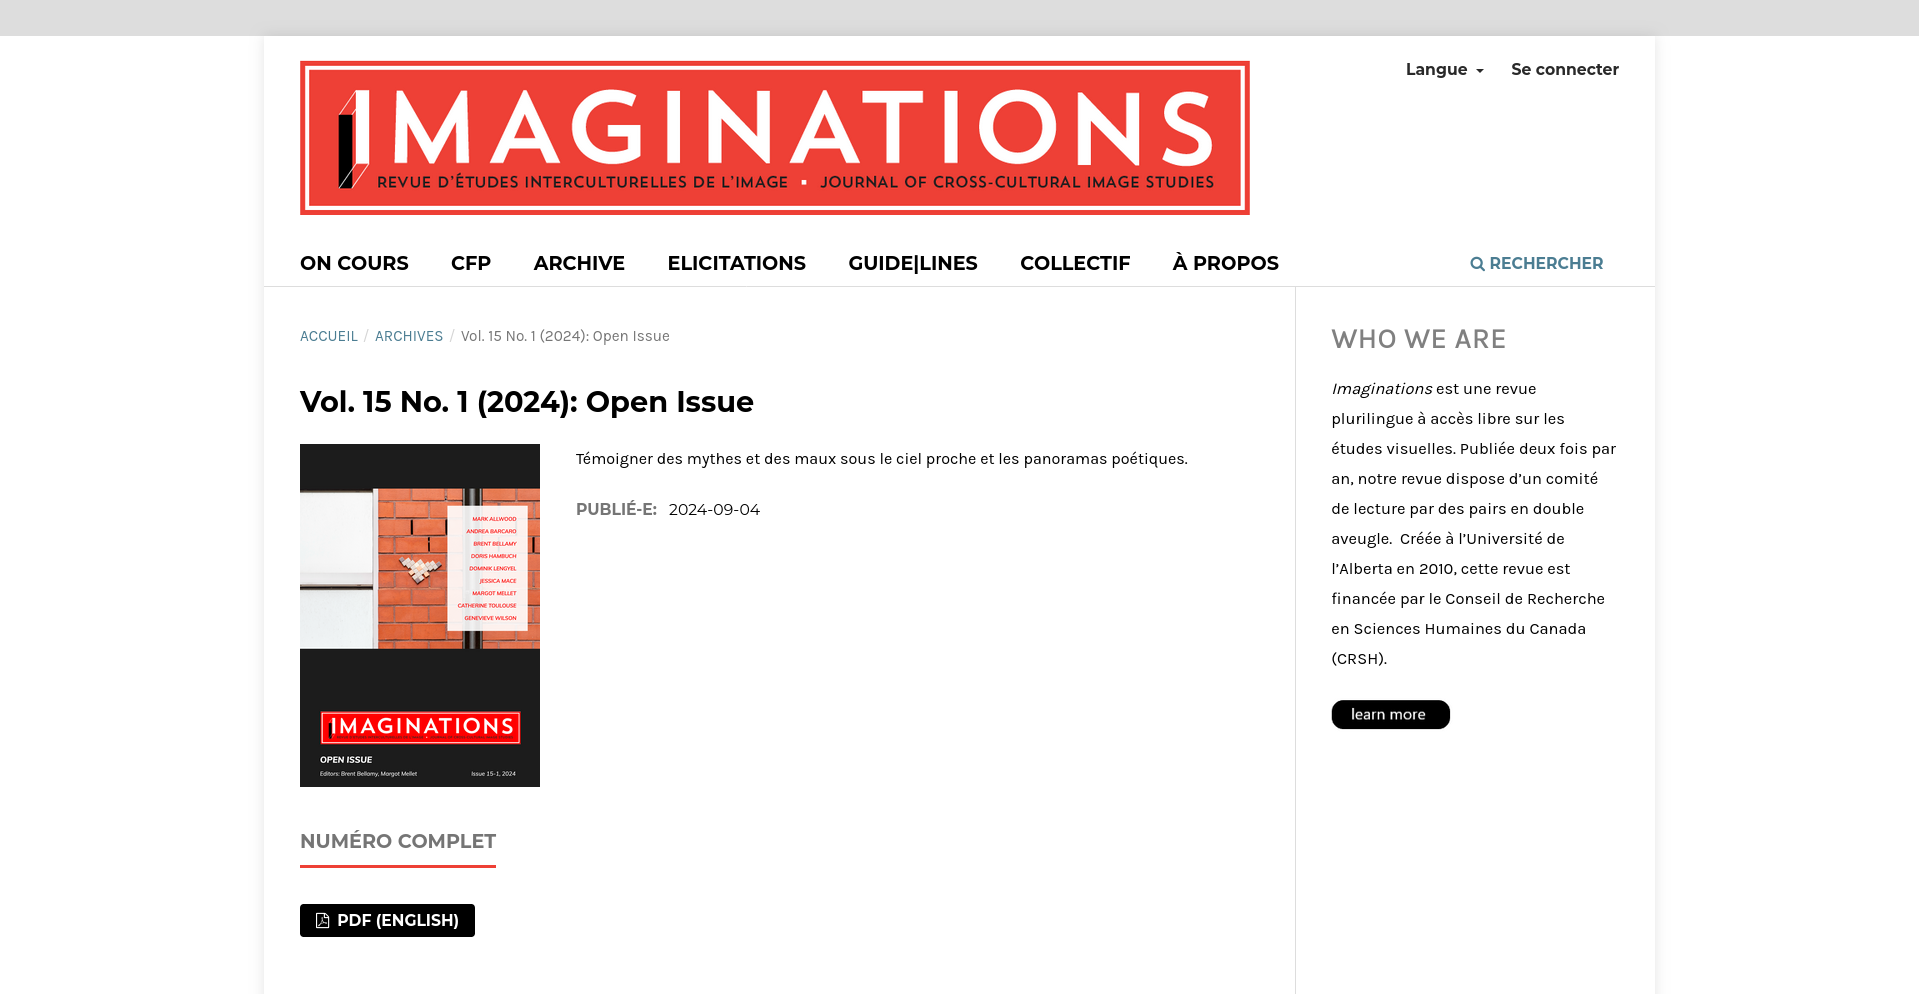 Langue
Se connecter
IMAGINATIONS
REVUE D'ÉTUDES INTERCULTURELLES DE L'IMAGE ▪ JOURNAL OF CROSS-CULTURAL IMAGE STUDIES
ON COURS
CFP
ARCHIVE
ELICITATIONS
GUIDE|LINES
COLLECTIF
À PROPOS
RECHERCHER
ACCUEIL / ARCHIVES / Vol. 15 No. 1 (2024): Open Issue
Vol. 15 No. 1 (2024): Open Issue
MARK ALLWOOD
ANDREA BARCARO
BRENT BELLAMY
DORIS HAMBUCH
DOMINIK LENGYEL
JESSICA MACE
MARGOT MELLET
CATHERINE TOULOUSE
GENEVIEVE WILSON
IMAGINATIONS
OPEN ISSUE
Editors: Brent Bellamy, Margot Mellet
Issue 15-1, 2024
Témoigner des mythes et des maux sous le ciel proche et les panoramas poétiques.
PUBLIÉ-E: 2024-09-04
NUMÉRO COMPLET
PDF (ENGLISH)
WHO WE ARE
Imaginations est une revue
plurilingue à accès libre sur les
études visuelles. Publiée deux fois par
an, notre revue dispose d’un comité
de lecture par des pairs en double
aveugle.  Créée à l’Université de
l’Alberta en 2010, cette revue est
financée par le Conseil de Recherche
en Sciences Humaines du Canada
(CRSH).
learn more